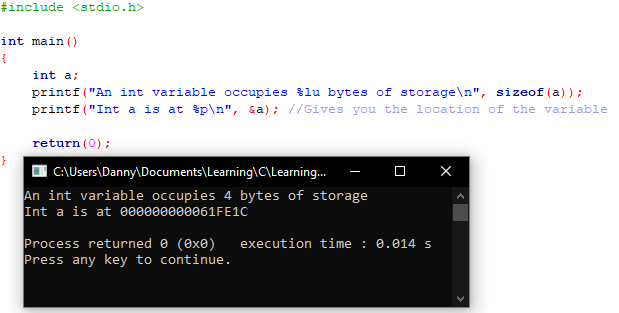 #include <stdio.h>
int main()
{
int a;
printf("An int variable occupies %lu bytes of storage\n", sizeof(a));
printf("Int a is at %p\n", &a); //Gives you the location of the variable
return(0);
}
C:\Users\Danny\Documents\Learning\C\Learning...
An int variable occupies 4 bytes of storage
Int a is at 000000000061FE1C
Process returned 0 (0x0)   execution time : 0.014 s
Press any key to continue.